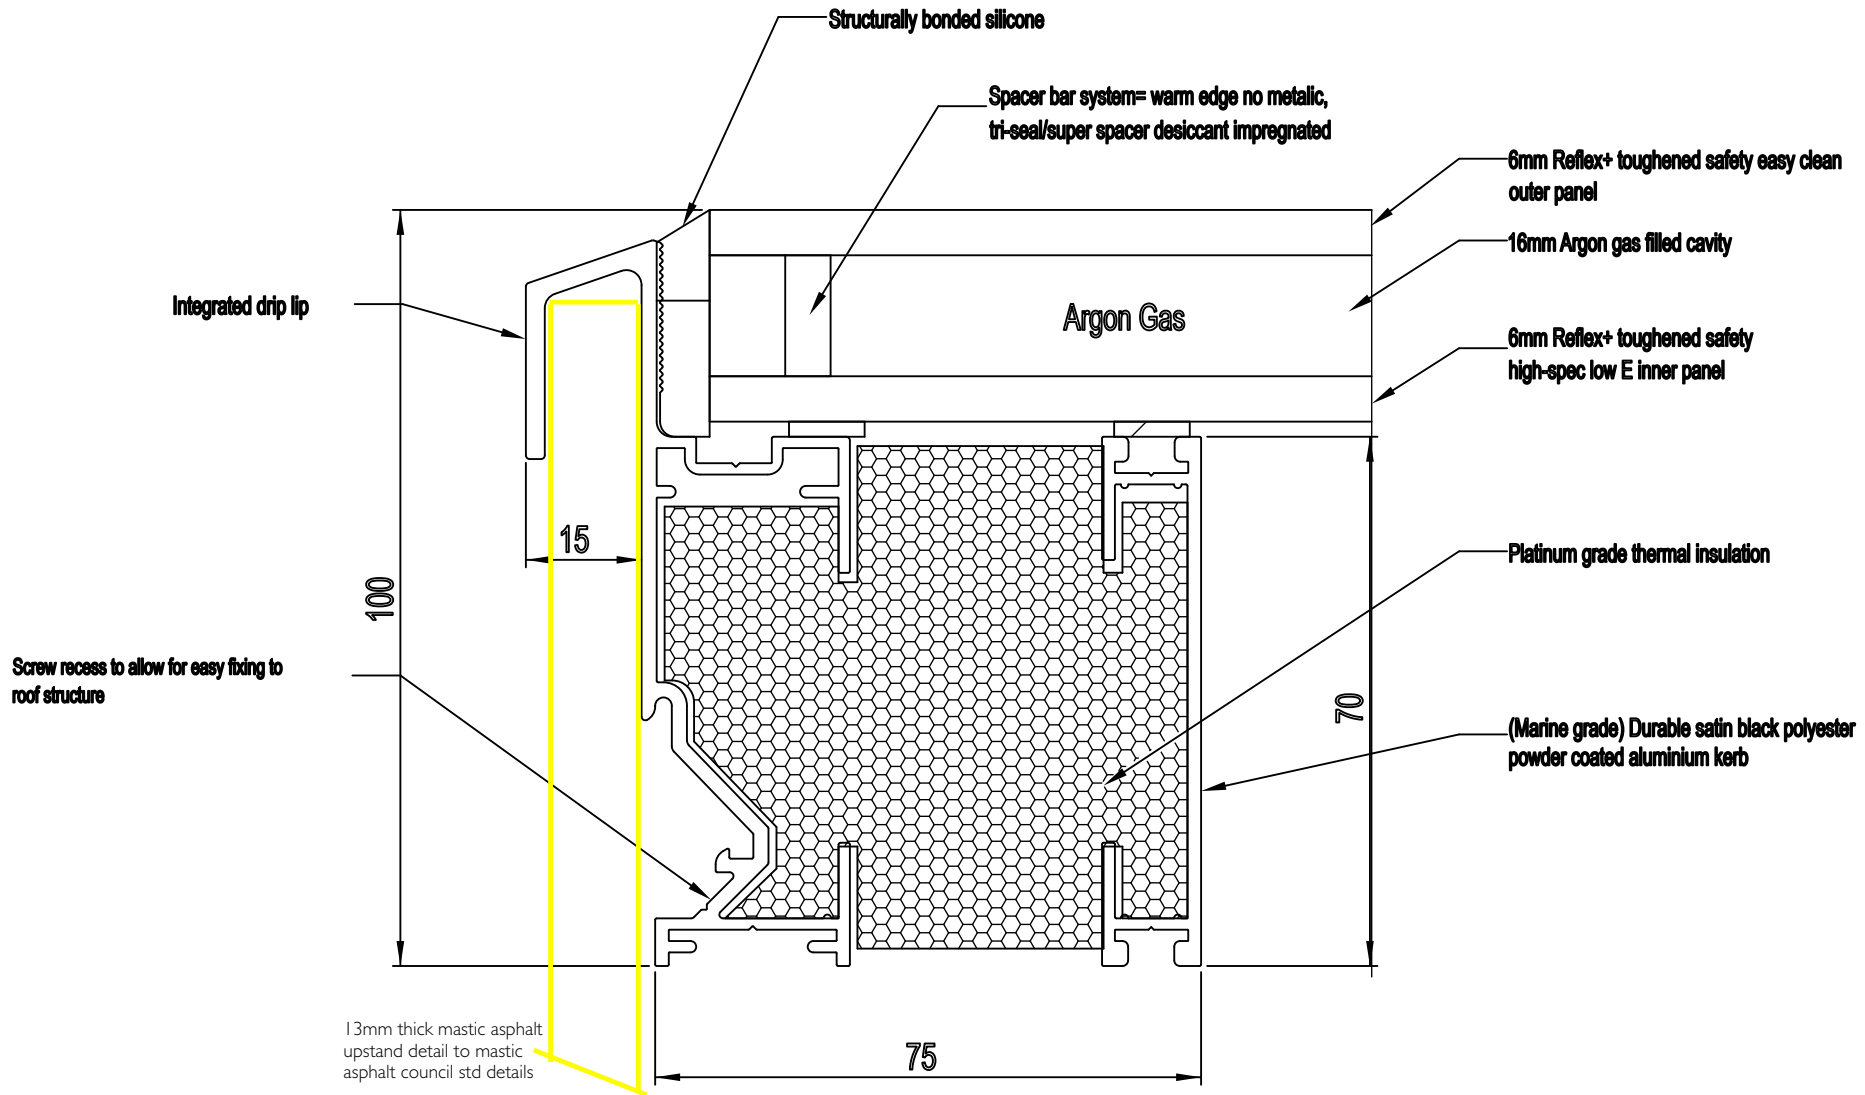 Structurally bonded silicone
Spacer bar system= warm edge no metalic,
tri-seal/super spacer desiccant impregnated
6mm Reflex+ toughened safety easy clean
outer panel
16mm Argon gas filled cavity
Integrated drip lip
Argon Gas
6mm Reflex+ toughened safety
high-spec low E inner panel
15
Platinum grade thermal insulation
100
Screw recess to allow for easy fixing to
roof structure
70
(Marine grade) Durable satin black polyester
powder coated aluminium kerb
13mm thick mastic asphalt
upstand detail to mastic
asphalt council std details
75